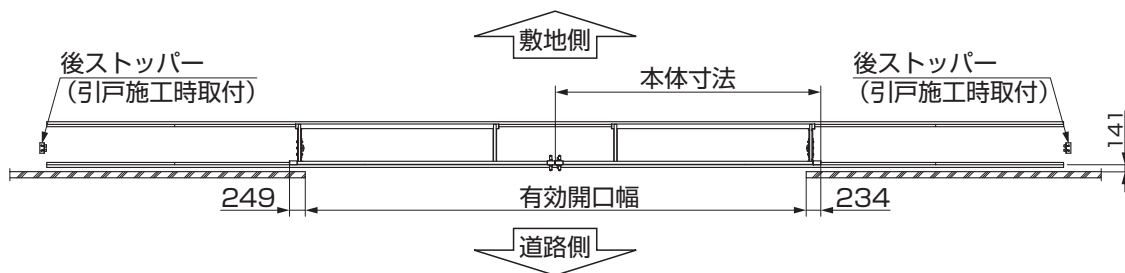 敷地側
後ストッパー
（引戸施工時取付）
本体寸法
後ストッパー
（引戸施工時取付）
141
249
有効開口幅
234
道路側